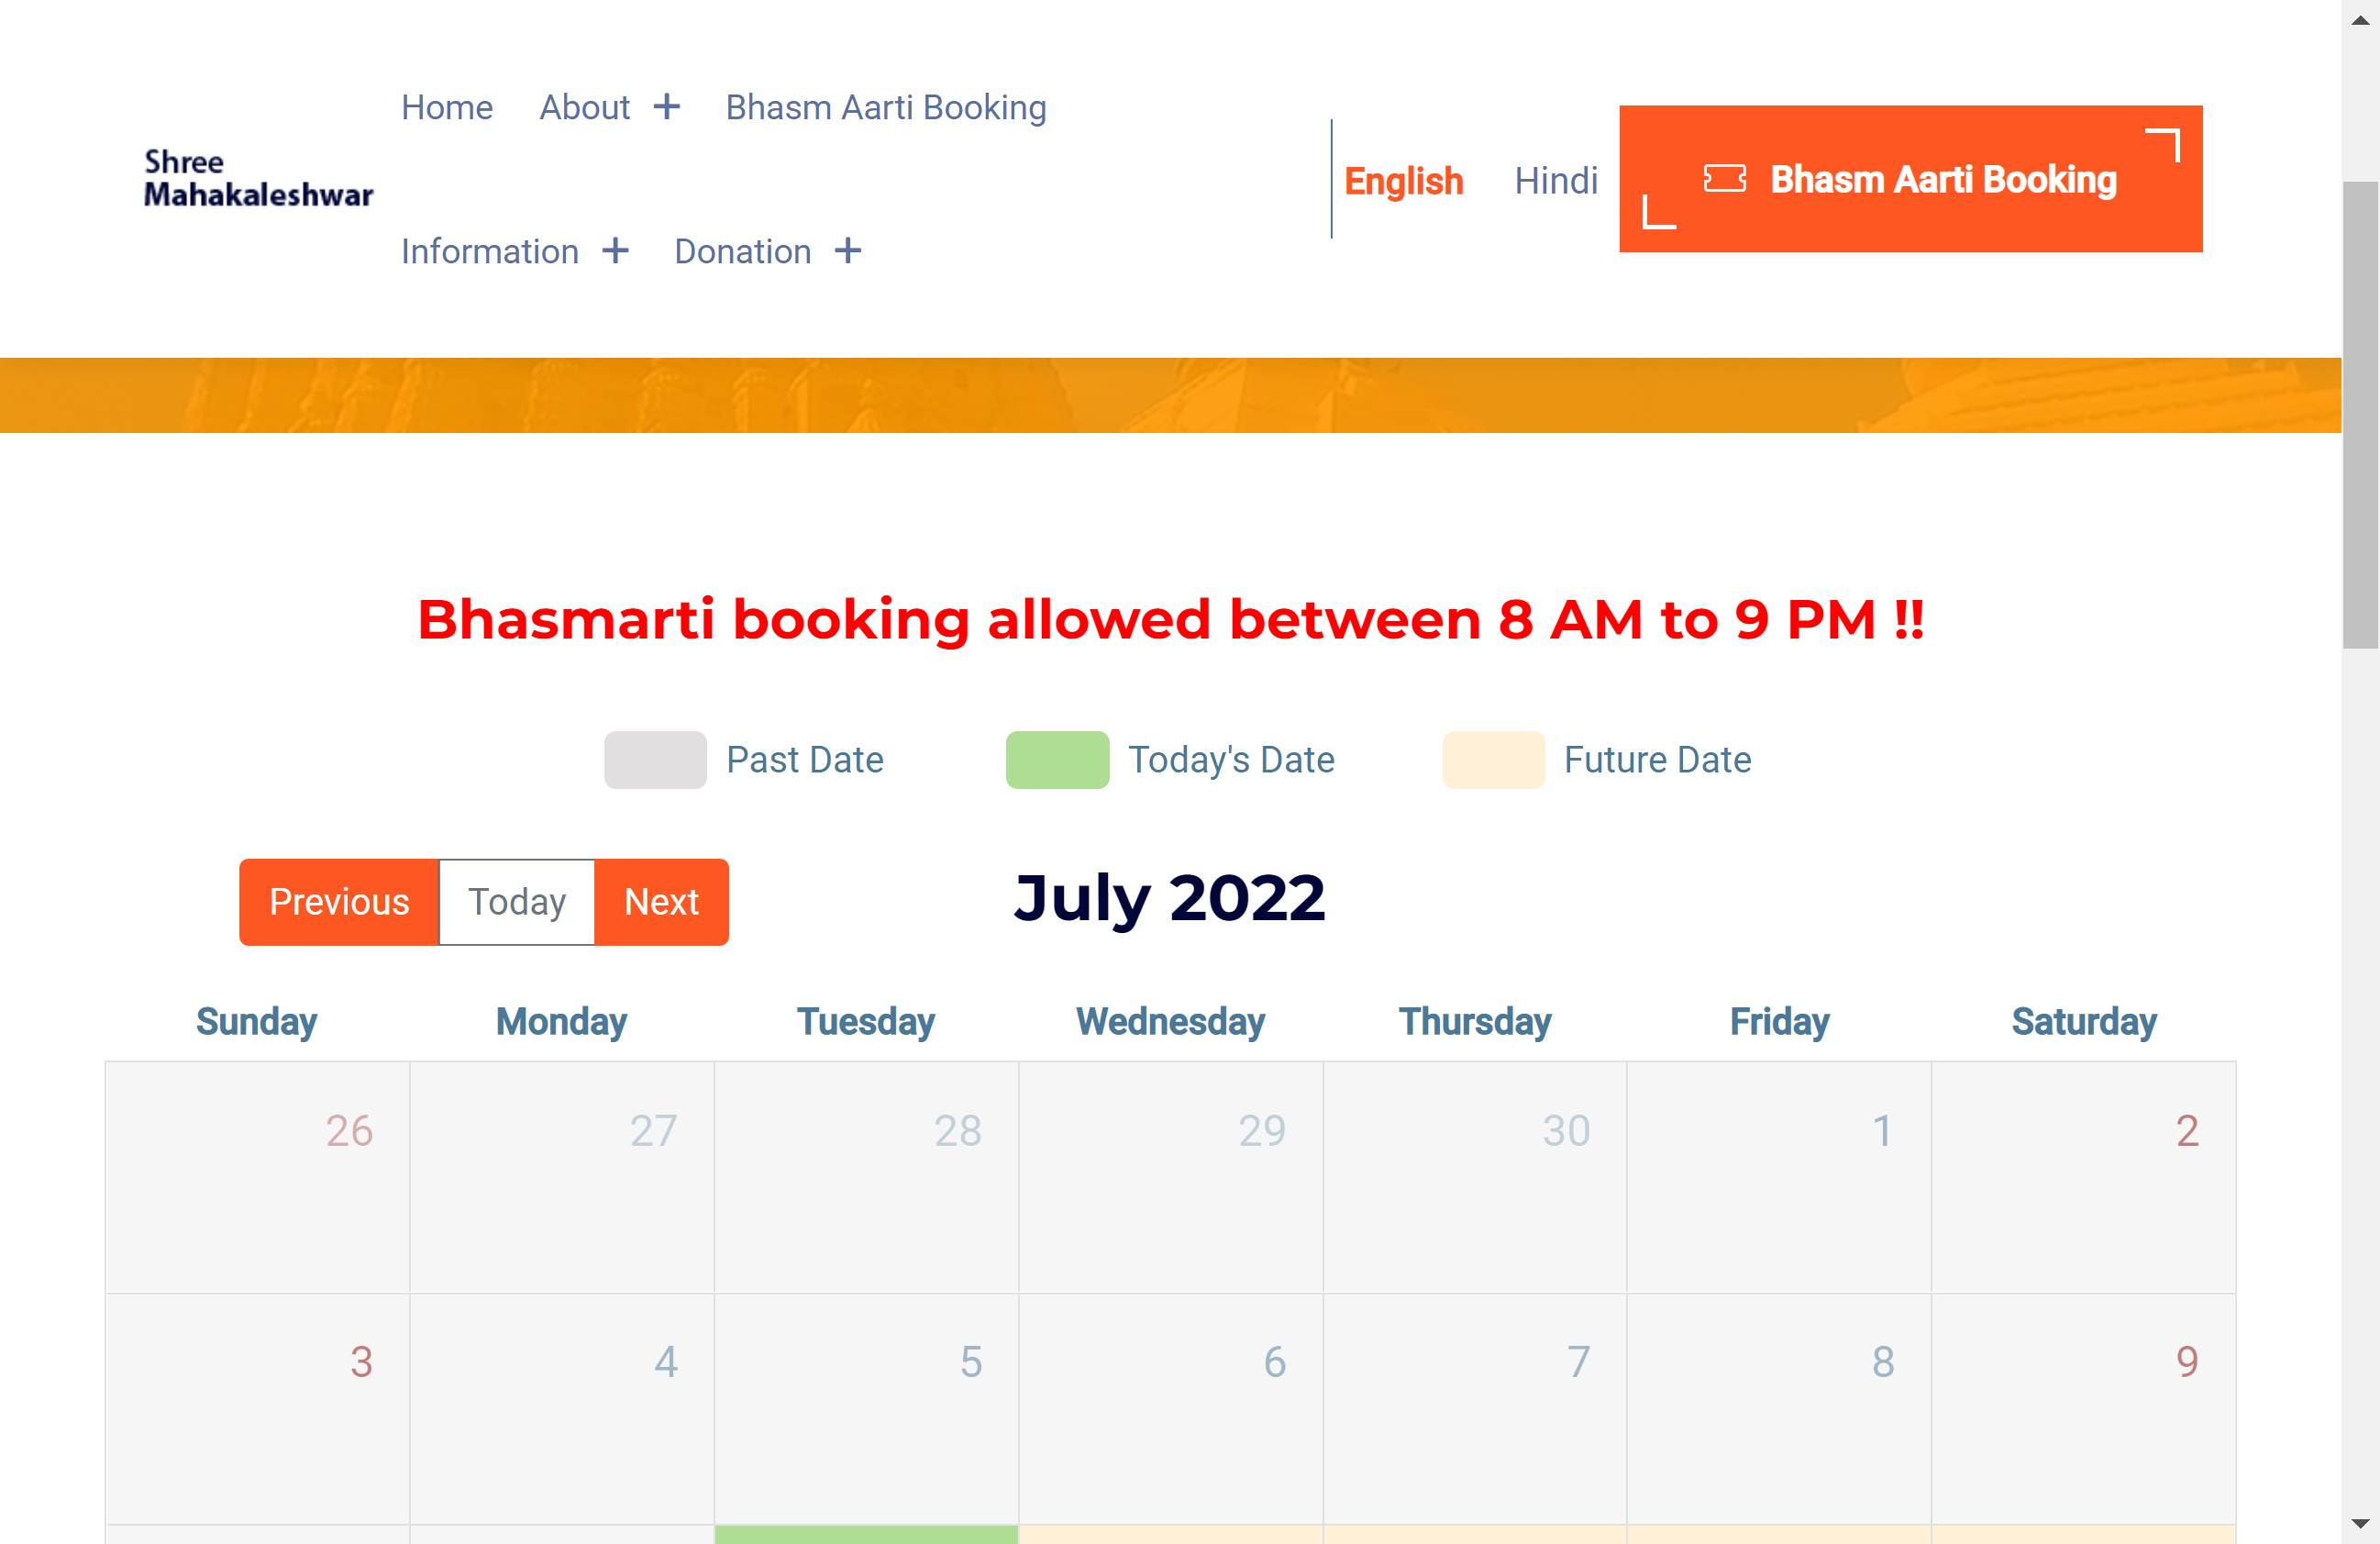 Home About + Bhasm Aarti Booking
Shree
Mahakaleshwar
Information + Donation +
English Hindi
Bhasm Aarti Booking
Bhasmarti booking allowed between 8 AM to 9 PM !!
Past Date Today's Date Future Date
Previous Today Next
July 2022
Sunday Monday Tuesday Wednesday Thursday Friday Saturday
26 27 28 29 30 1 2
3 4 5 6 7 8 9